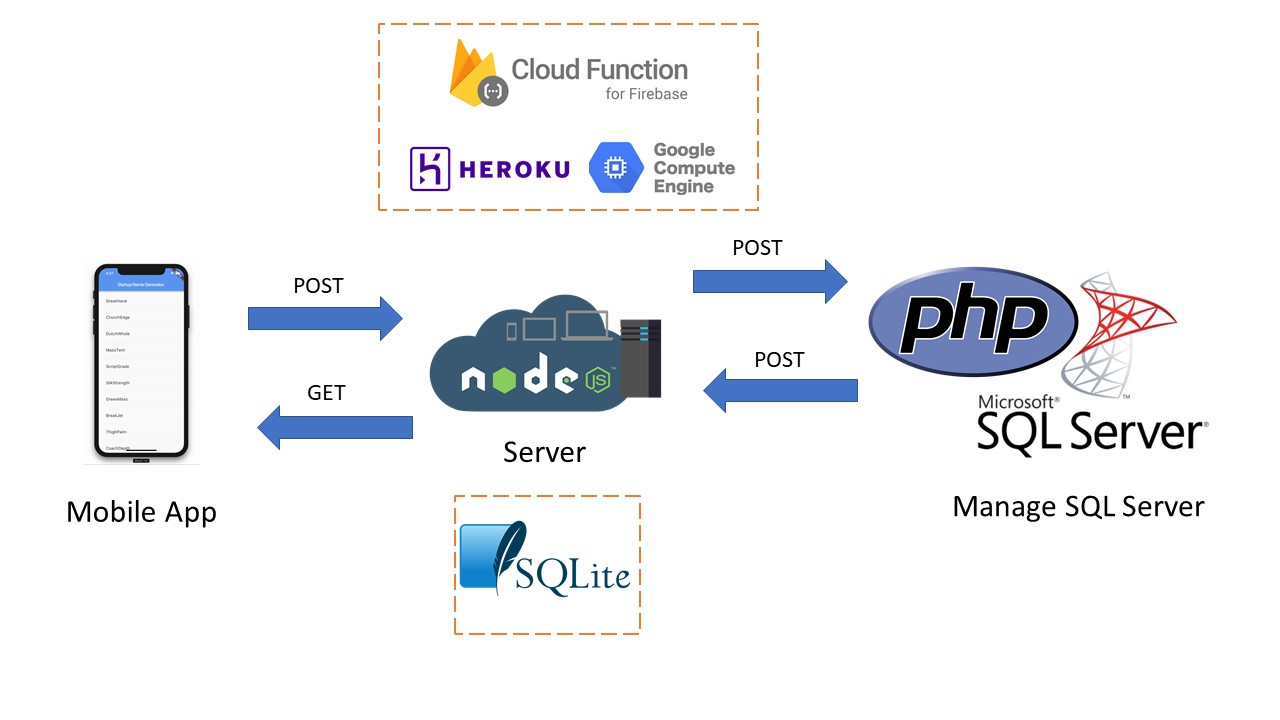 Cloud Function
for Firebase
HEROKU
Google
Compute
Engine
POST
POST
Startup Name Generator
GreatHand
ChurchEdge
DutchWhole
MassTent
ScriptGrade
SilkStrength
GreenMass
BreakJet
ThighPalm
CoachDepth
node
JS
™
php
POST
GET
™
Microsoft®
SQL Server®
Server
Mobile App
Manage SQL Server
SQLite